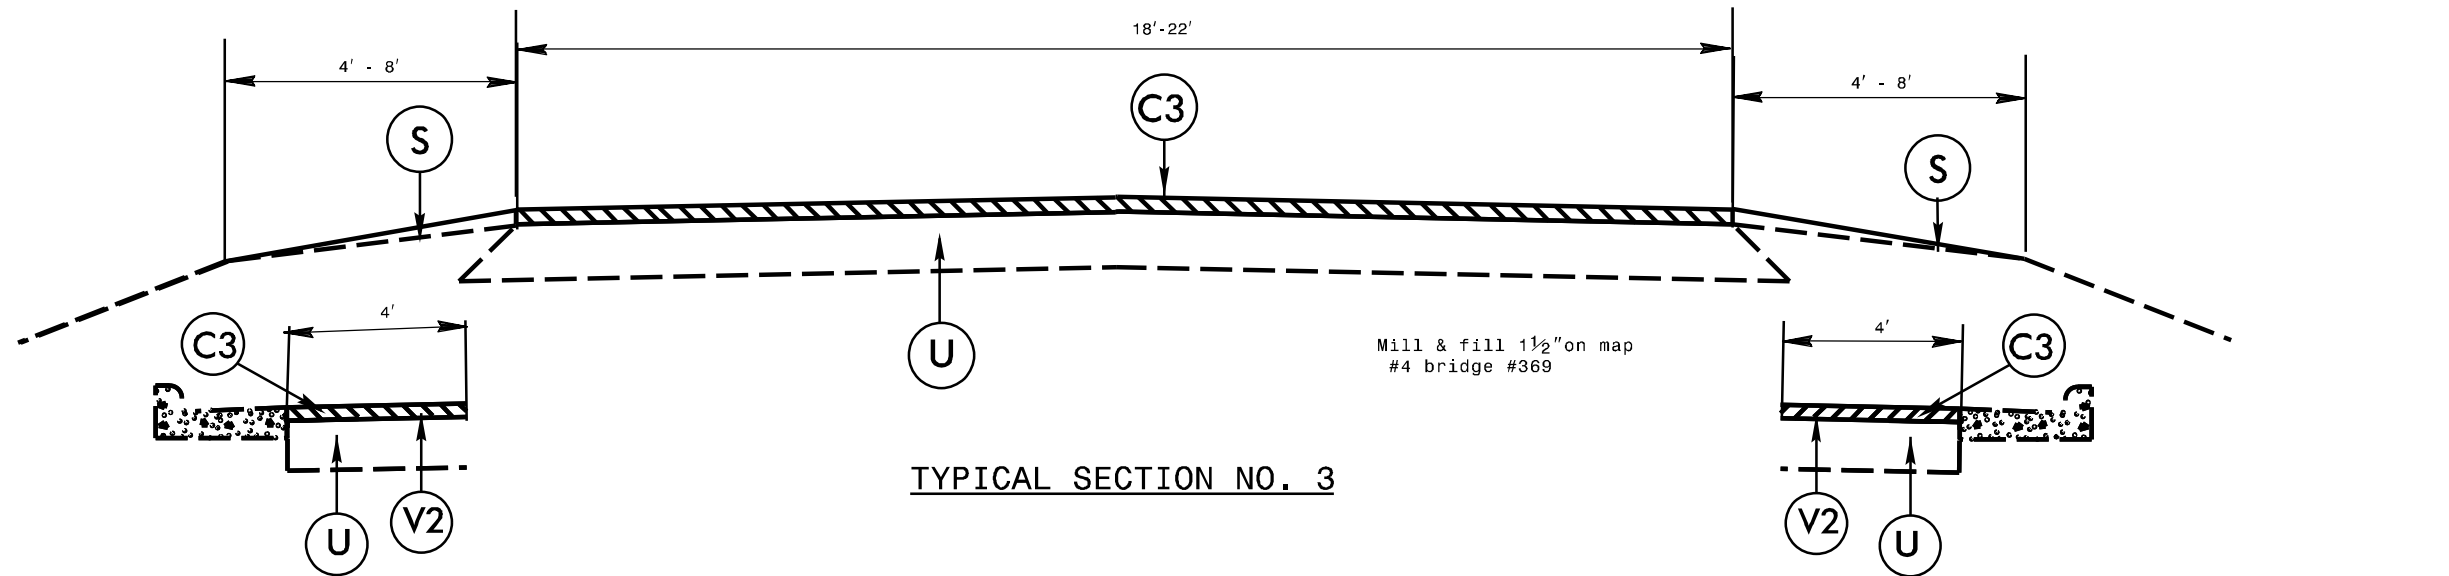 18'-22'
4' - 8'
4' - 8'
C3
S
S
4'
C3
U
Mill & fill 1½"on map
#4 bridge #369
4'
C3
TYPICAL SECTION NO. 3
U
V2
V2
U